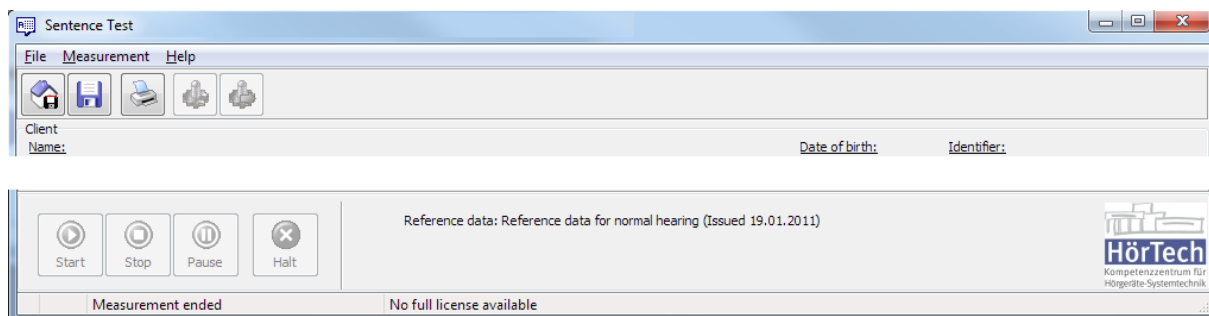 Sentence Test
File Measurement Help
Client
Name: Date of birth: Identifier:
Reference data: Reference data for normal hearing (Issued 19.01.2011)
Start Stop Pause Halt
HörTech
Kompetenzzentrum für
Hörgeräte-Systemtechnik
Measurement ended No full license available